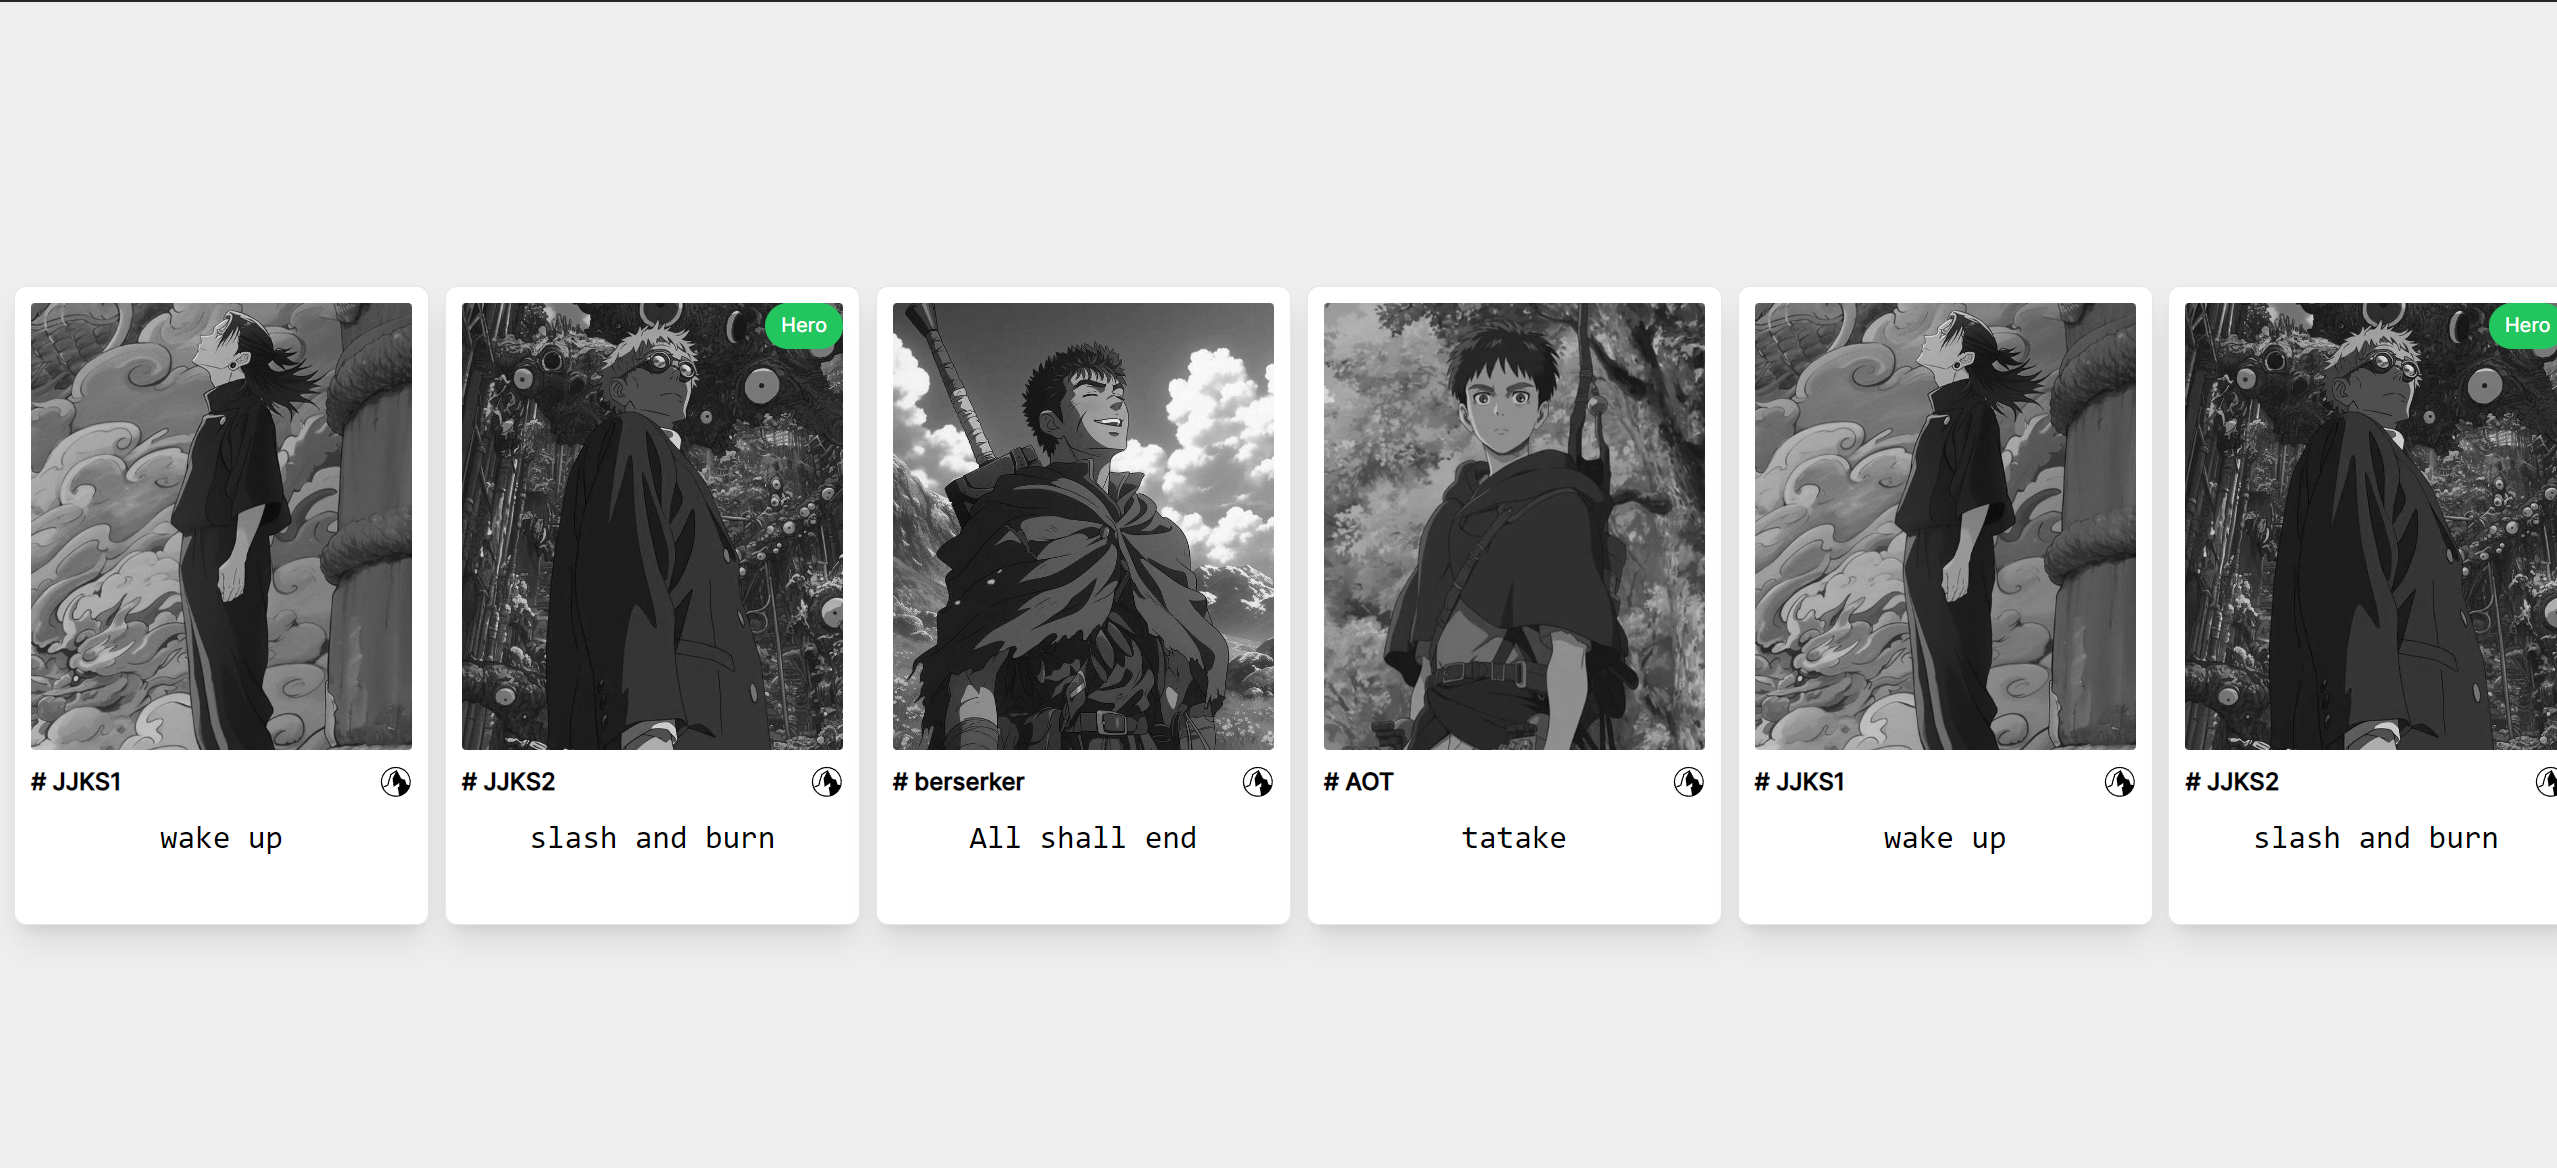 Hero
Hero
# JJKS1
# JJKS2
# berserker
# AOT
# JJKS1
# JJKS2
wake up
slash and burn
All shall end
tatake
wake up
slash and burn